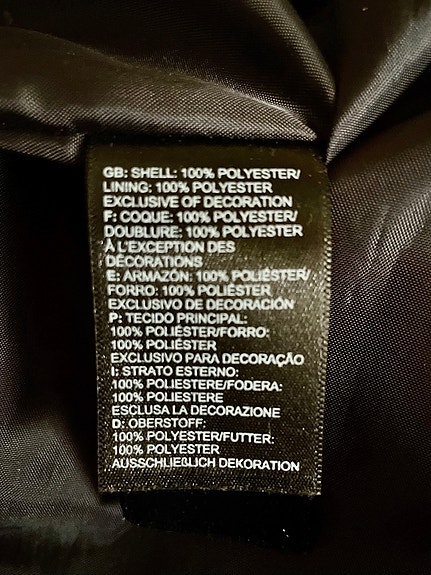 GB: SHELL: 100% POLYESTER/
LINING: 100% POLYESTER
EXCLUSIVE OF DECORATION
F: COQUE: 100% POLYESTER/
DOUBLURE: 100% POLYESTER
À L'EXCEPTION DES
DÉCORATIONS
E: ARMAZÓN: 100% POLIÉSTER/
FORRO: 100% POLIÉSTER
EXCLUSIVO DE DECORACIÓN
P: TECIDO PRINCIPAL:
100% POLIÉSTER/FORRO:
100% POLIÉSTER
EXCLUSIVO PARA DECORAÇÃO
I: STRATO ESTERNO:
100% POLIESTERE/FODERA:
100% POLIESTERE
ESCLUSA LA DECORAZIONE
D: OBERSTOFF:
100% POLYESTER/FUTTER:
100% POLYESTER
AUSSCHLIEßLICH DEKORATION